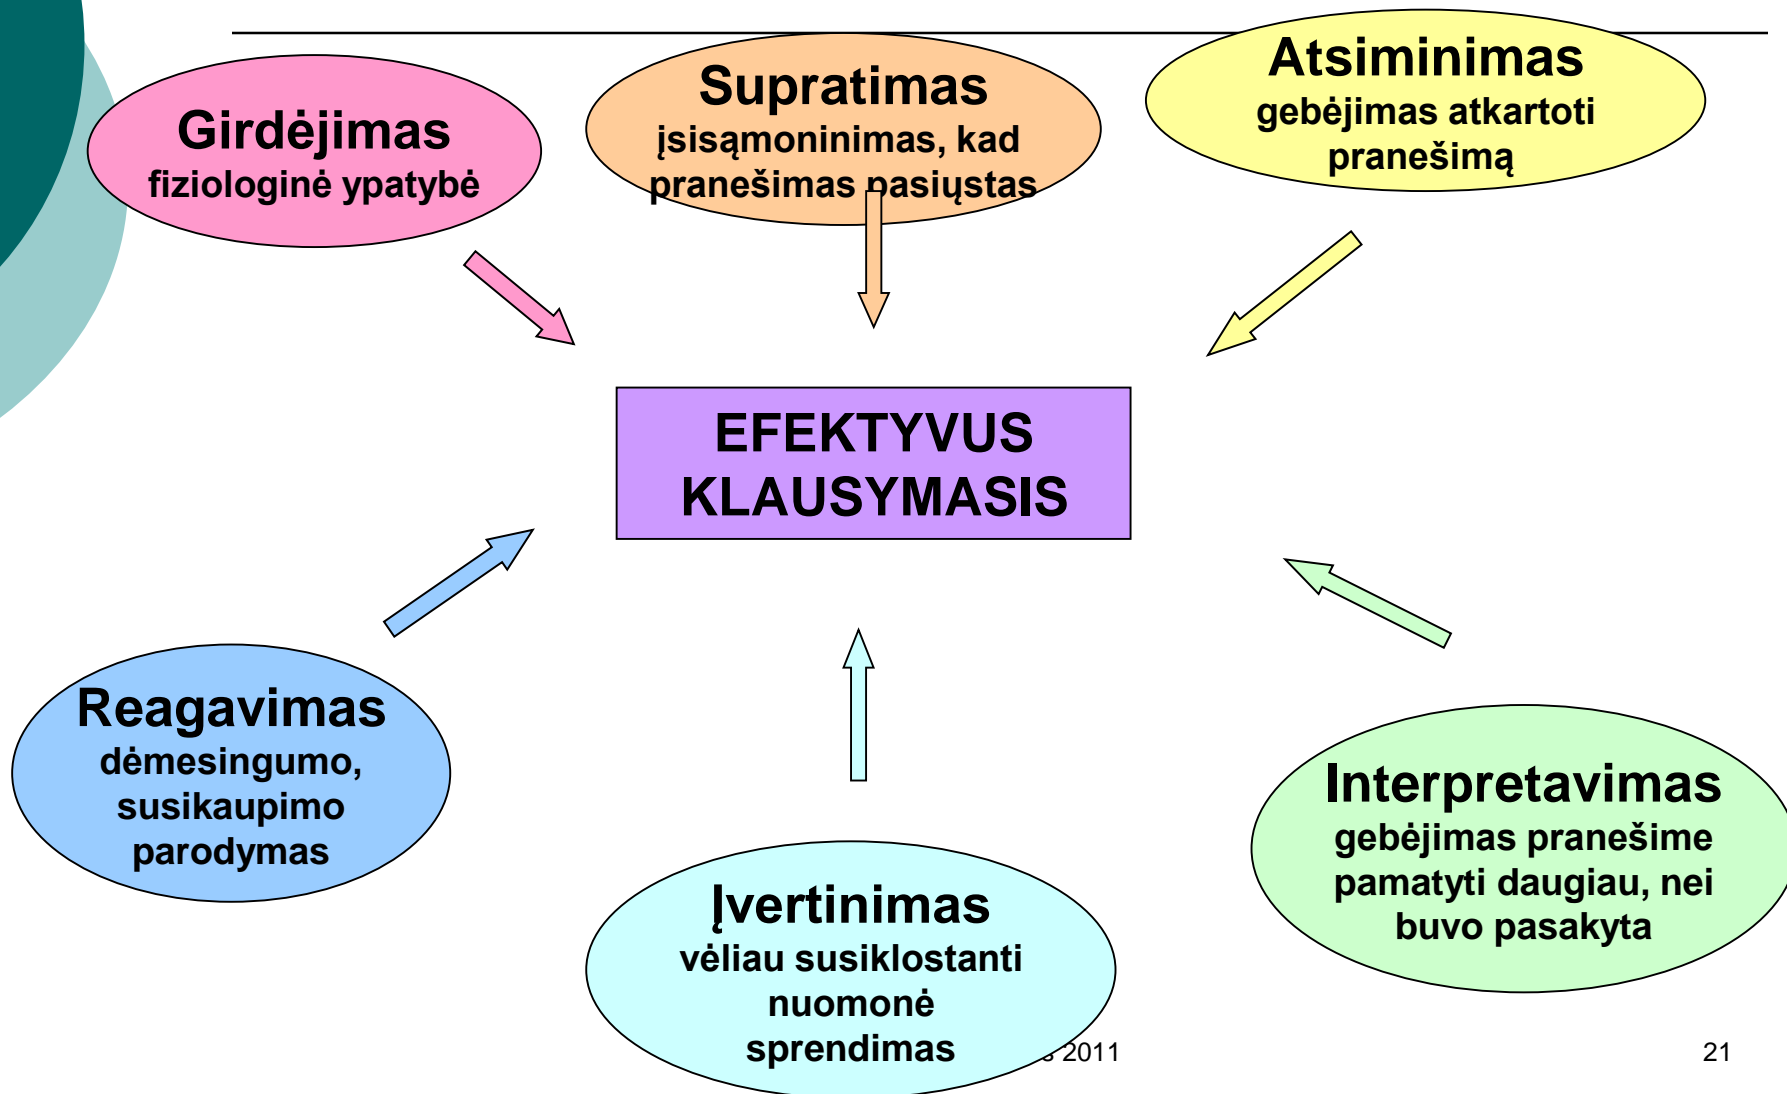 Girdėjimas
fiziologinė ypatybė
Supratimas
įsisąmoninimas, kad
pranešimas pasiųstas
Atsiminimas
gebėjimas atkartoti
pranešimą
EFEKTYVUS
KLAUSYMASIS
Reagavimas
dėmesingumo,
susikaupimo
parodymas
Įvertinimas
vėliau susiklostanti
nuomonė
sprendimas
Interpretavimas
gebėjimas pranešime
pamatyti daugiau, nei
buvo pasakyta
2011
21